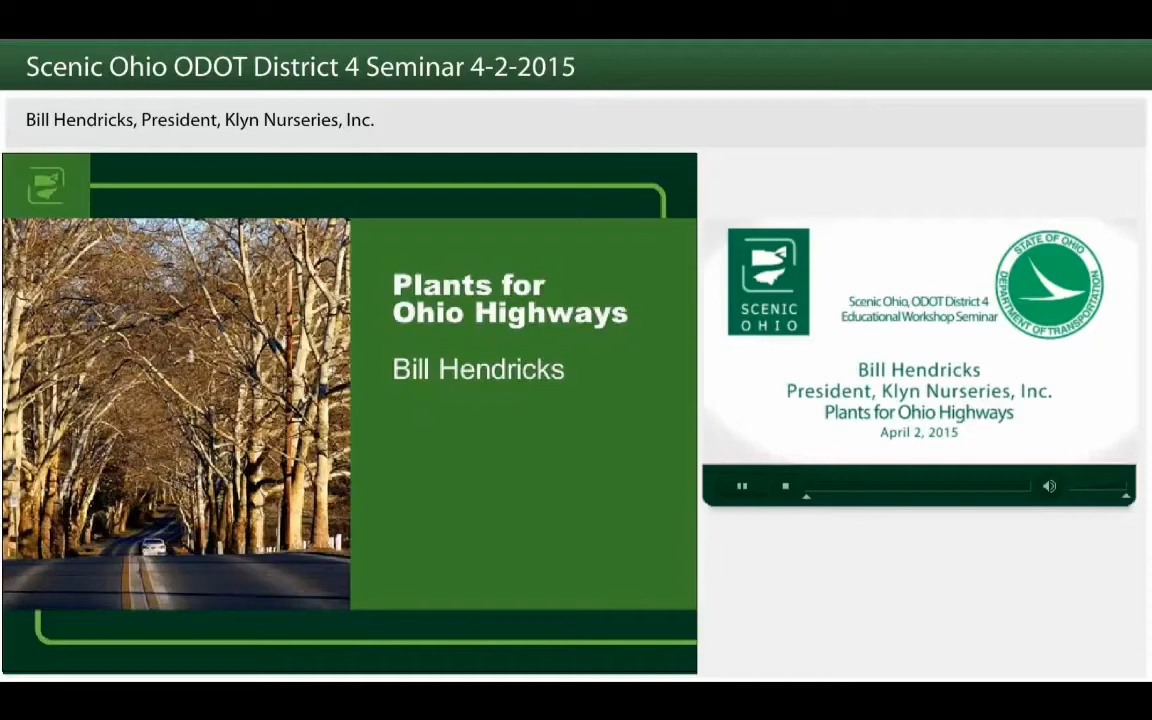 Scenic Ohio ODOT District 4 Seminar 4-2-2015
Bill Hendricks, President, Klyn Nurseries, Inc.
Plants for
Ohio Highways
Bill Hendricks
SCENIC
OHIO
Scenic Ohio, ODOT District 4
Educational Workshop Seminar
STATE OF OHIO
DEPARTMENT OF TRANSPORTATION
Bill Hendricks
President, Klyn Nurseries, Inc.
Plants for Ohio Highways
April 2, 2015